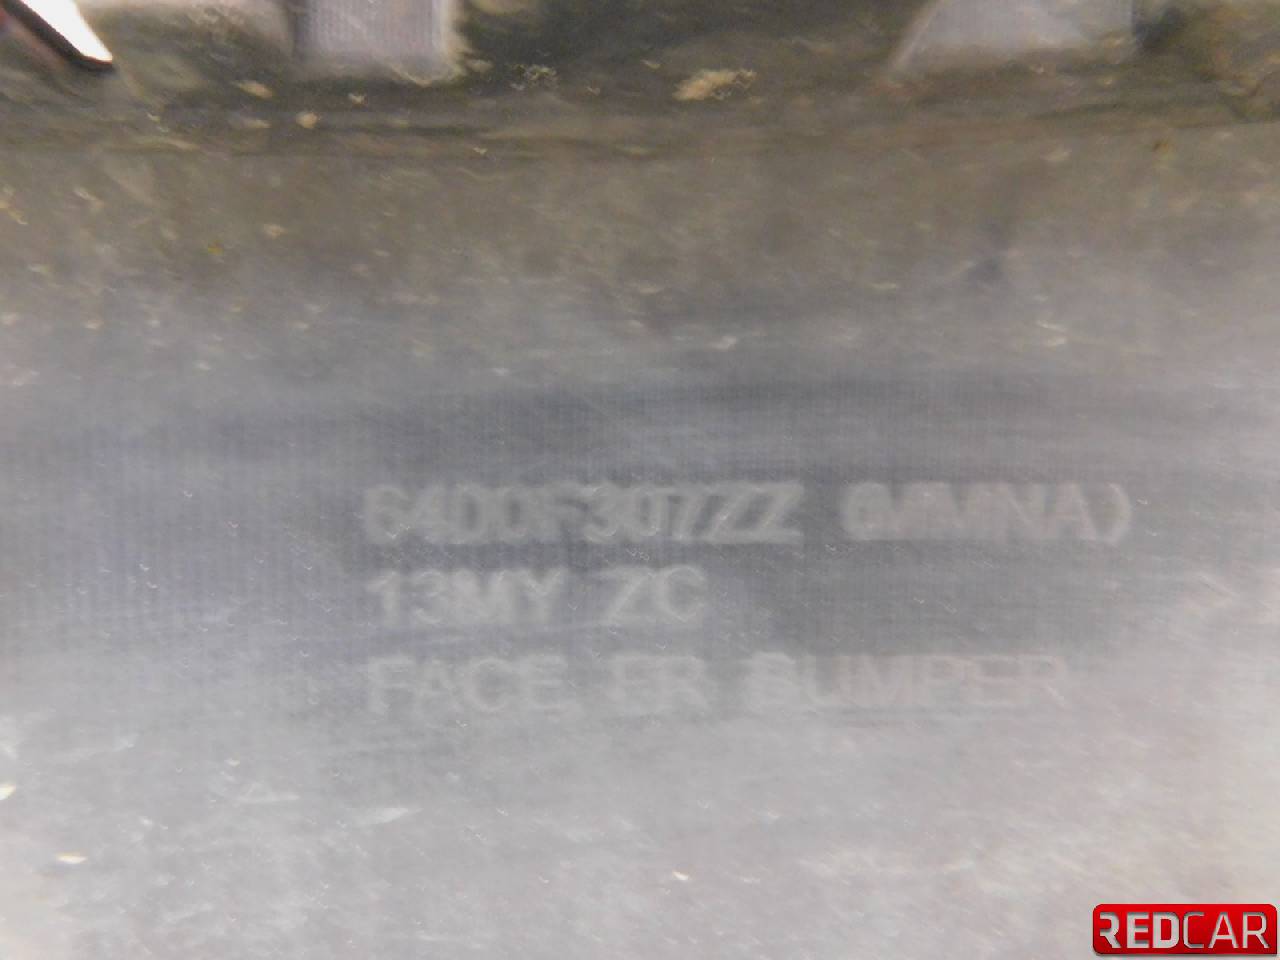 6400F307ZZ (MMNA)
13MY ZC
FACE FR BUMPER
REDCAR